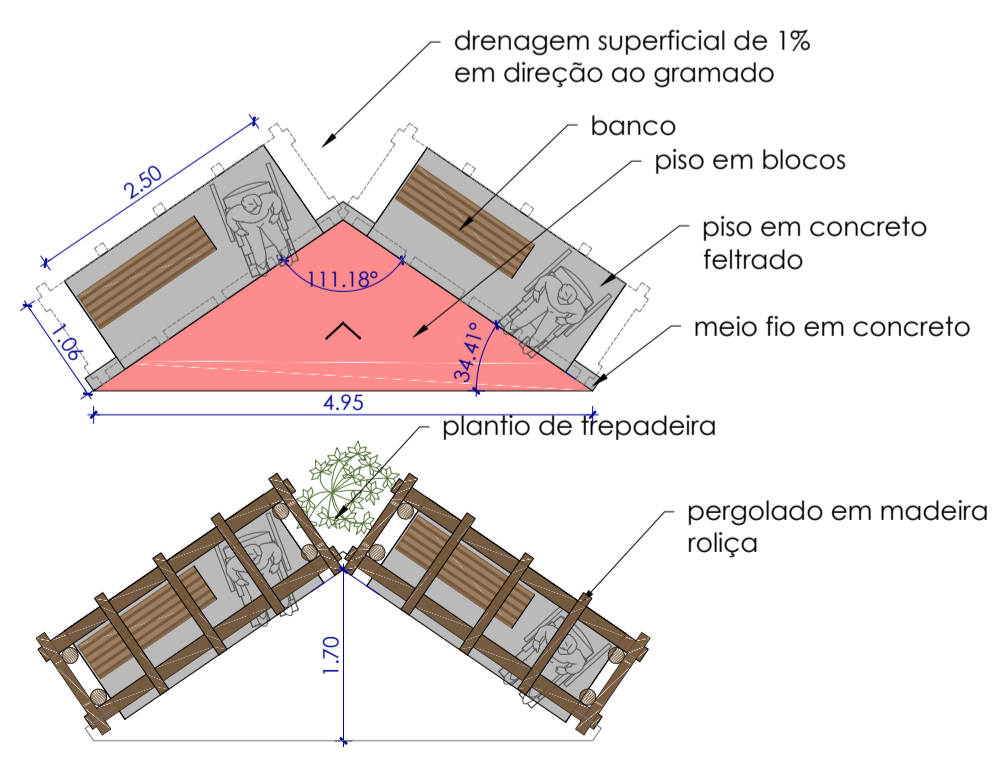 drenagem superficial de 1%
em direção ao gramado
banco
piso em blocos
2.50
piso em concreto
feltrado
111.18°
meio fio em concreto
1.06
34.41°
4.95
plantio de trepadeira
pergolado em madeira
roliça
1.70